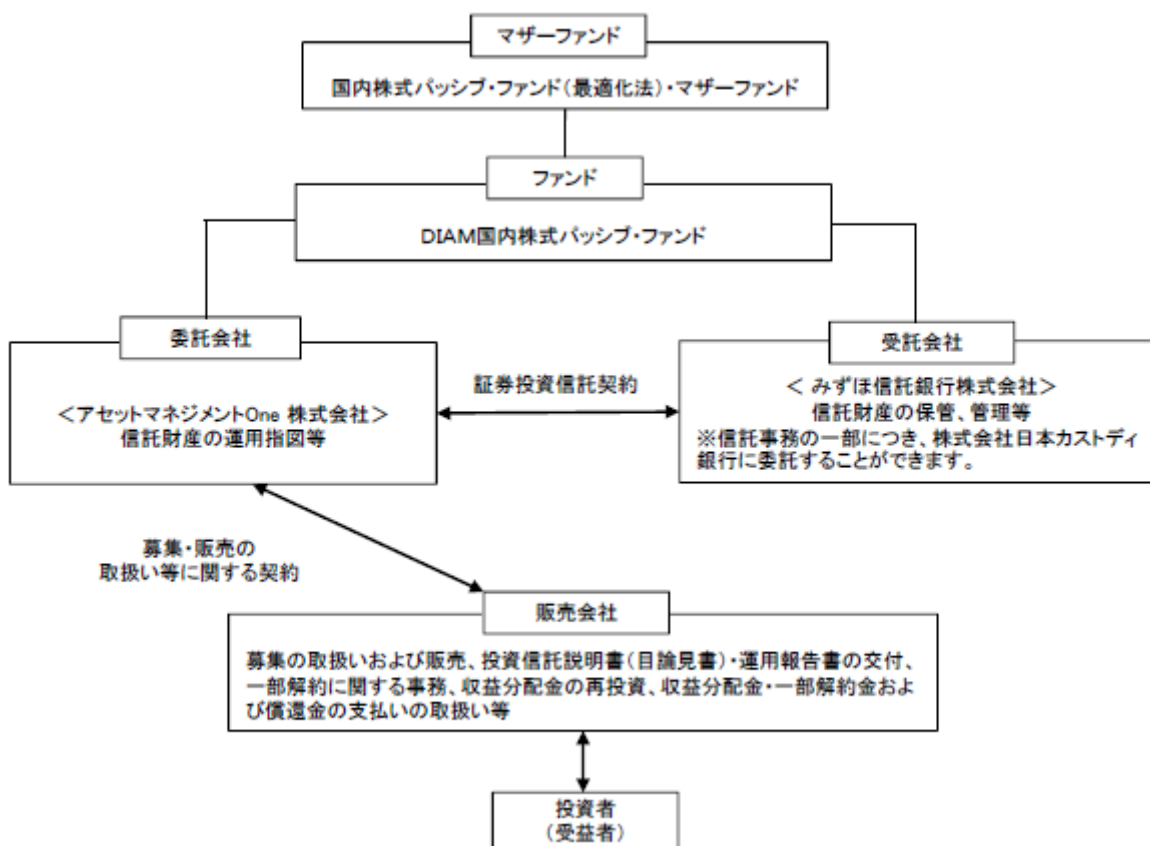 マザーファンド
国内株式パッシブ・ファンド(最適化法)・マザーファンド
ファンド
DIAM国内株式パッシブ・ファンド
委託会社
<アセットマネジメントOne 株式会社>
信託財産の運用指図等
証券投資信託契約
受託会社
< みずほ信託銀行株式会社>
信託財産の保管、管理等
※信託事務の一部につき、株式会社日本カストディ
銀行に委託することができます。
募集・販売の
取扱い等に関する契約
販売会社
募集の取扱いおよび販売、投資信託説明書(目論見書)・運用報告書の交付、
一部解約に関する事務、収益分配金の再投資、収益分配金・一部解約金およ
び償還金の支払いの取扱い等
投資者
(受益者)